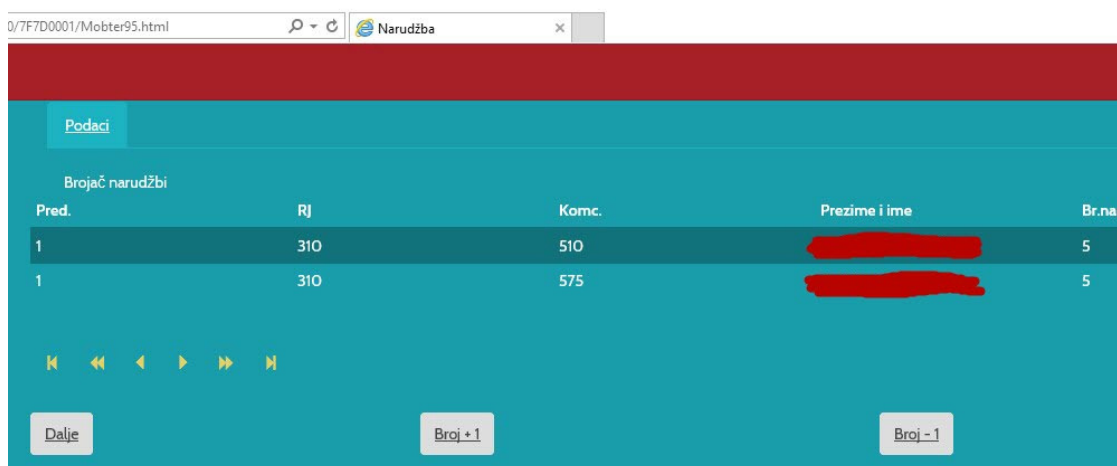 0/7F7D0001/Mobter95.html Narudžba
Podaci
Brojač narudžbi
Pred. RJ Komc. Prezime i ime Br.na
1 310 510 5
1 310 575 5
Dalje Broj + 1 Broj - 1